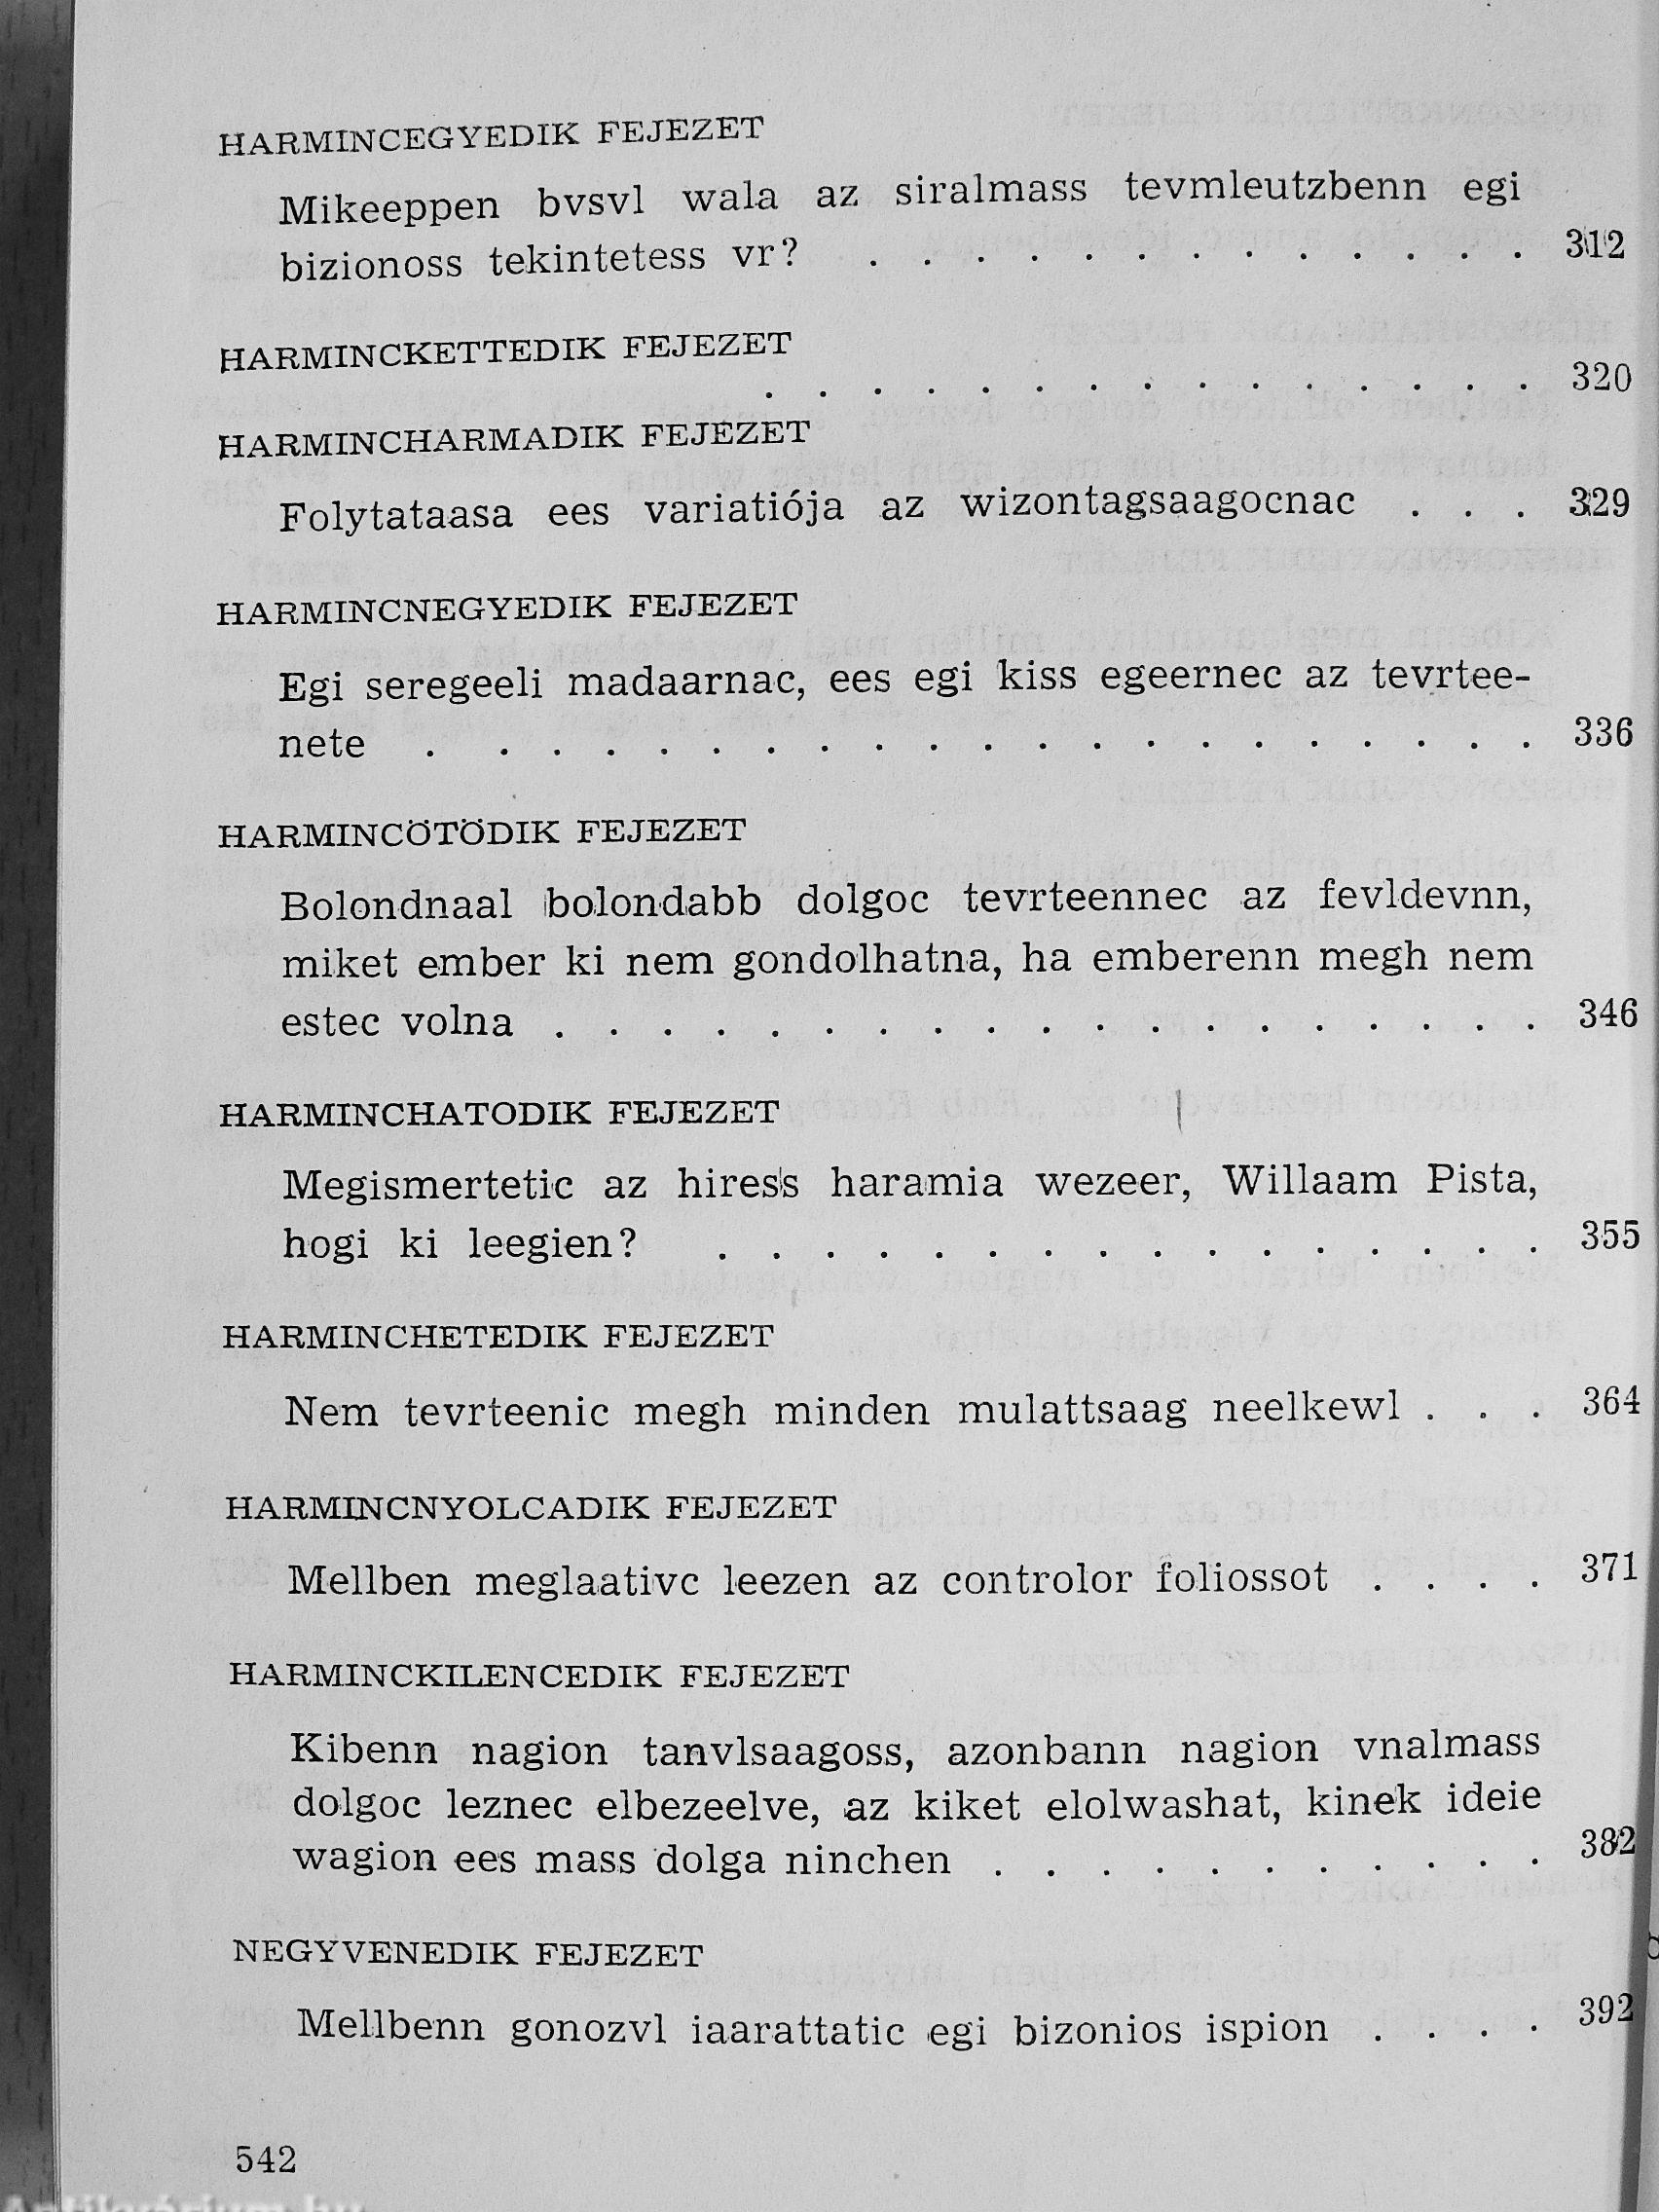 HARMINCEGYEDIK FEJEZET
Mikeeppen bvsvl wala az siralmass tevmleutzbenn egi
bizionoss tekintetess vr? . . . . . . . . . . . . . 312
HARMINCKETTEDIK FEJEZET
. . . . . . . . . . . . . . . 320
HARMINCHARMADIK FEJEZET
Folytataasa ees variatiója az wizontagsaagocnac . . . 329
HARMINCNEGYEDIK FEJEZET
Egi seregeeli madaarnac, ees egi kiss egeernec az tevrtee-
nete . . . . . . . . . . . . . . . . . . . . . 336
HARMINCÖTÖDIK FEJEZET
Bolondnaal bolondabb dolgoc tevrteennec az fevldevnn,
miket ember ki nem gondolhatna, ha emberenn megh nem
estec volna . . . . . . . . . . . . . . . . . . . 346
HARMINCHATODIK FEJEZET
Megismertetic az hiress haramia wezeer, Willaam Pista,
hogi ki leegien? . . . . . . . . . . . . . . . . 355
HARMINCHETEDIK FEJEZET
Nem tevrteenic megh minden mulattsaag neelkewl . . . 364
HARMINCNYOLCADIK FEJEZET
Mellben meglaativc leezen az controlor foliossot . . . . 371
HARMINCKILENCEDIK FEJEZET
Kibenn nagion tanvlsaagoss, azonbann nagion vnalmass
dolgoc leznec elbezeelve, az kiket elolwashat, kinek ideie
wagion ees mass dolga ninchen . . . . . . . . . . . 382
NEGYVENEDIK FEJEZET
Mellbenn gonozvl iaarattatic egi bizonios ispion . . . . 392
542